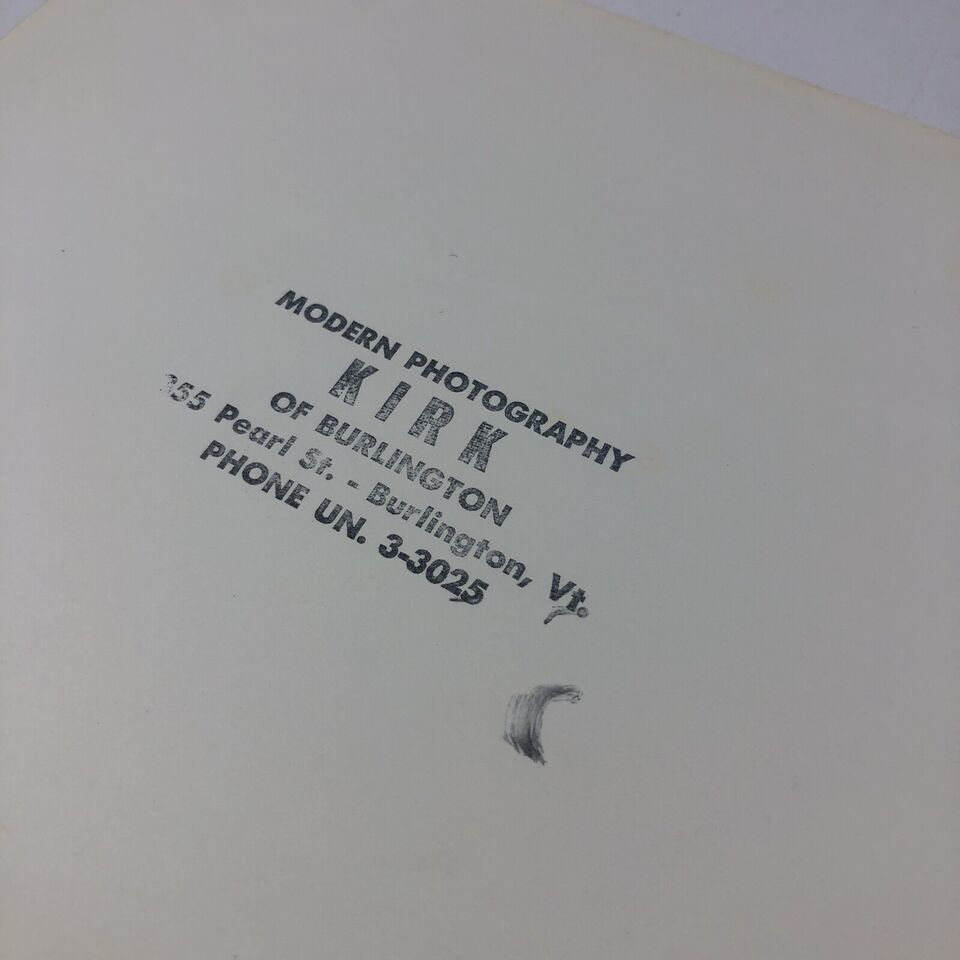 MODERN PHOTOGRAPHY
KIRK
OF BURLINGTON
Pearl St. - Burlington, Vt.
PHONE UN. 3-3025